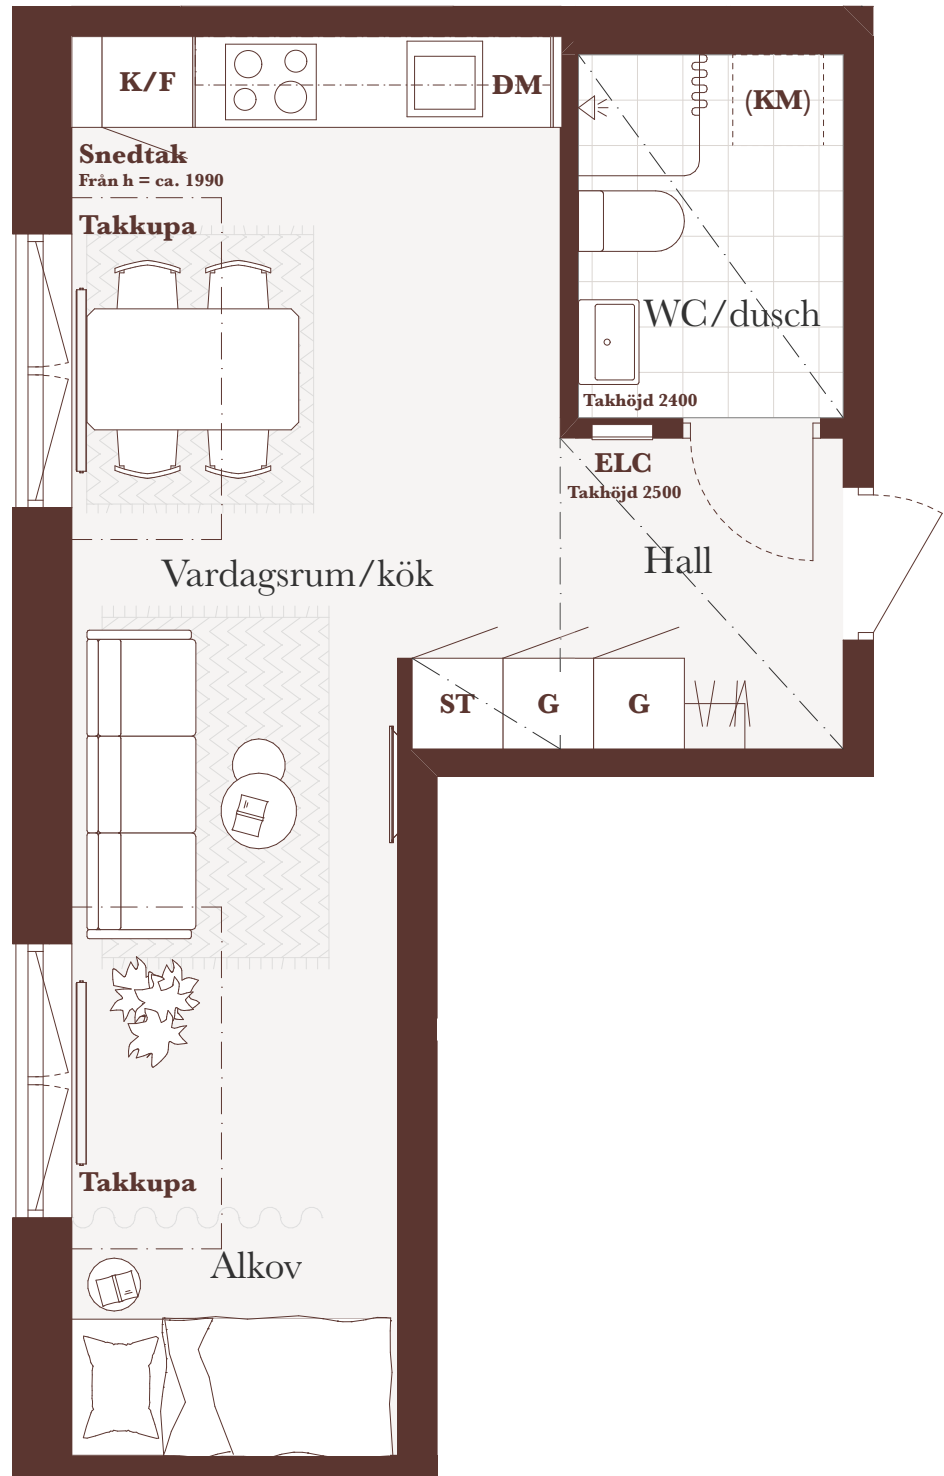 K/F
DM
(KM)
Snedtak
Från h = ca. 1990
Takkupa
WC/dusch
Takhöjd 2400
ELC
Takhöjd 2500
Hall
Vardagsrum/kök
ST
G
G
Takkupa
Alkov